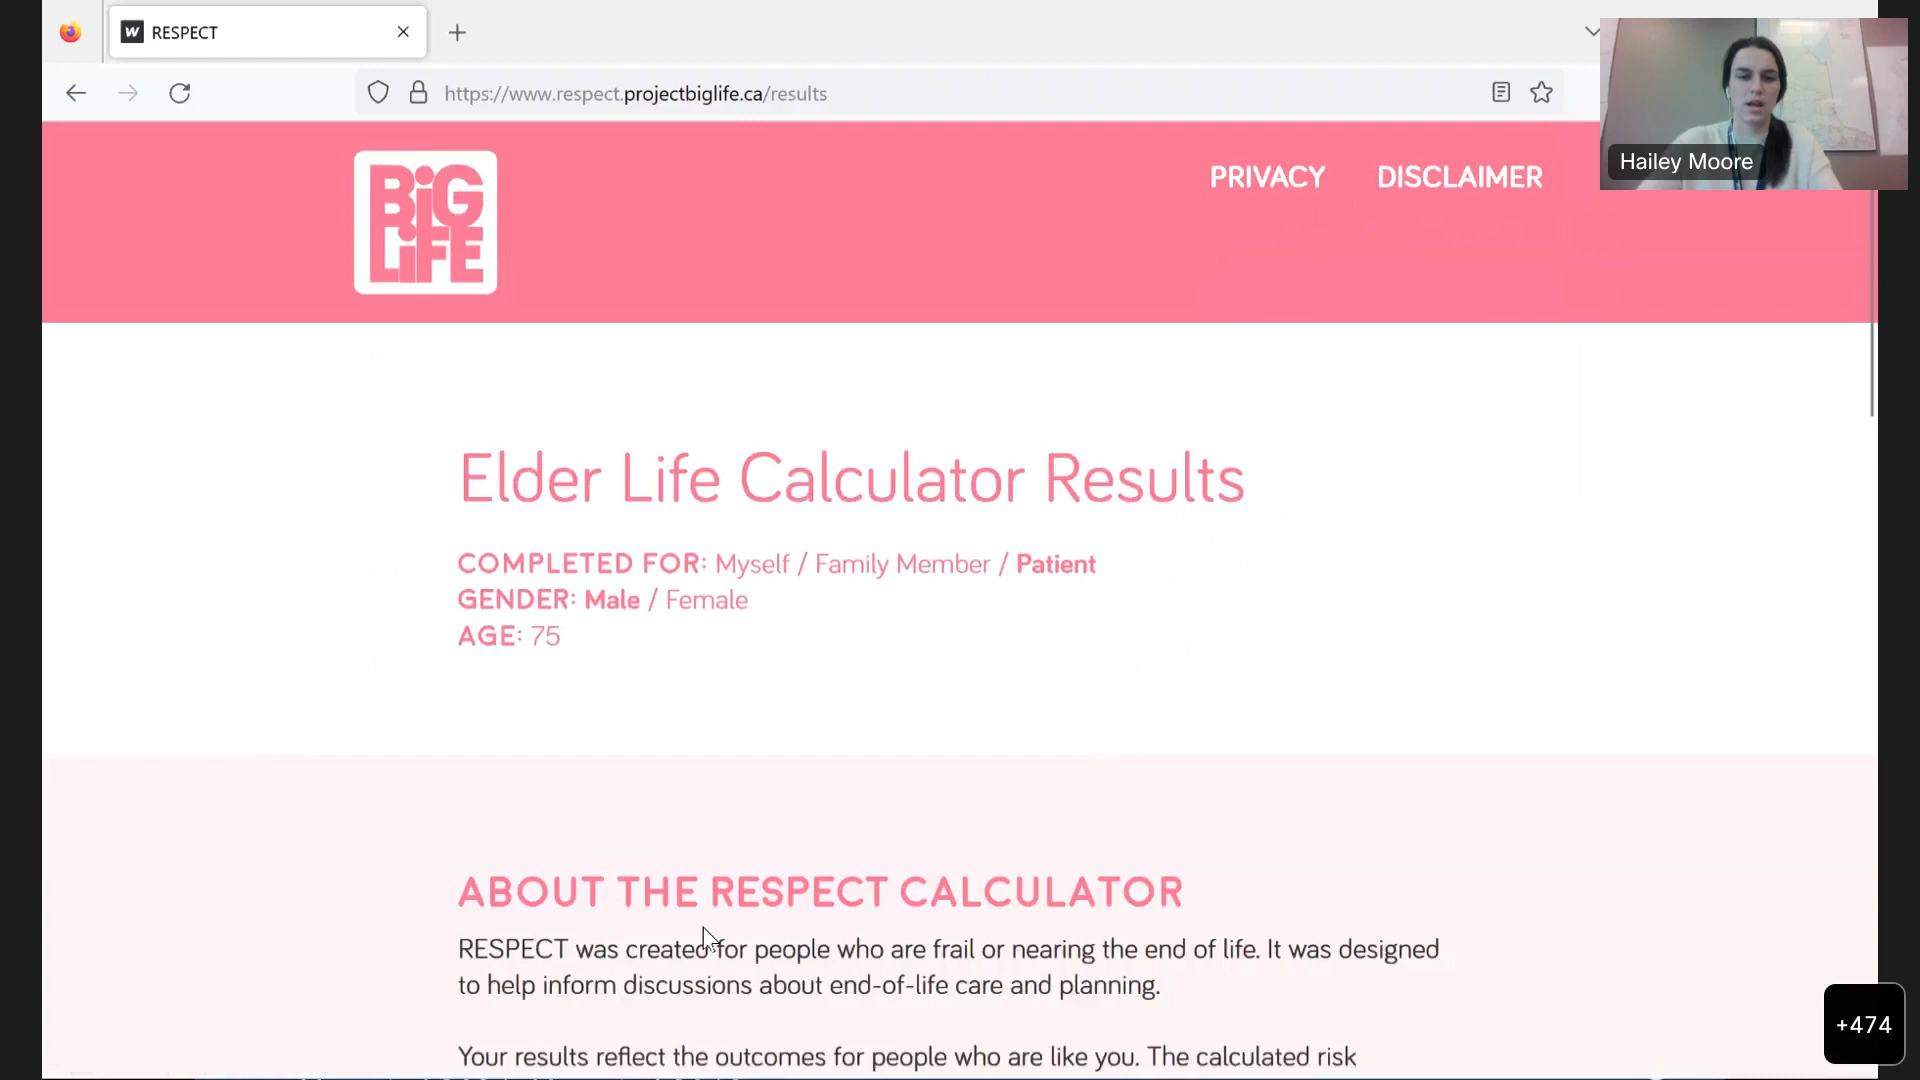 RESPECT
https://www.respect.projectbiglife.ca/results
Hailey Moore
BiG
LiFE
PRIVACY DISCLAIMER
Elder Life Calculator Results
COMPLETED FOR: Myself / Family Member / Patient
GENDER: Male / Female
AGE: 75
ABOUT THE RESPECT CALCULATOR
RESPECT was created for people who are frail or nearing the end of life. It was designed
to help inform discussions about end-of-life care and planning.
Your results reflect the outcomes for people who are like you. The calculated risk
+474